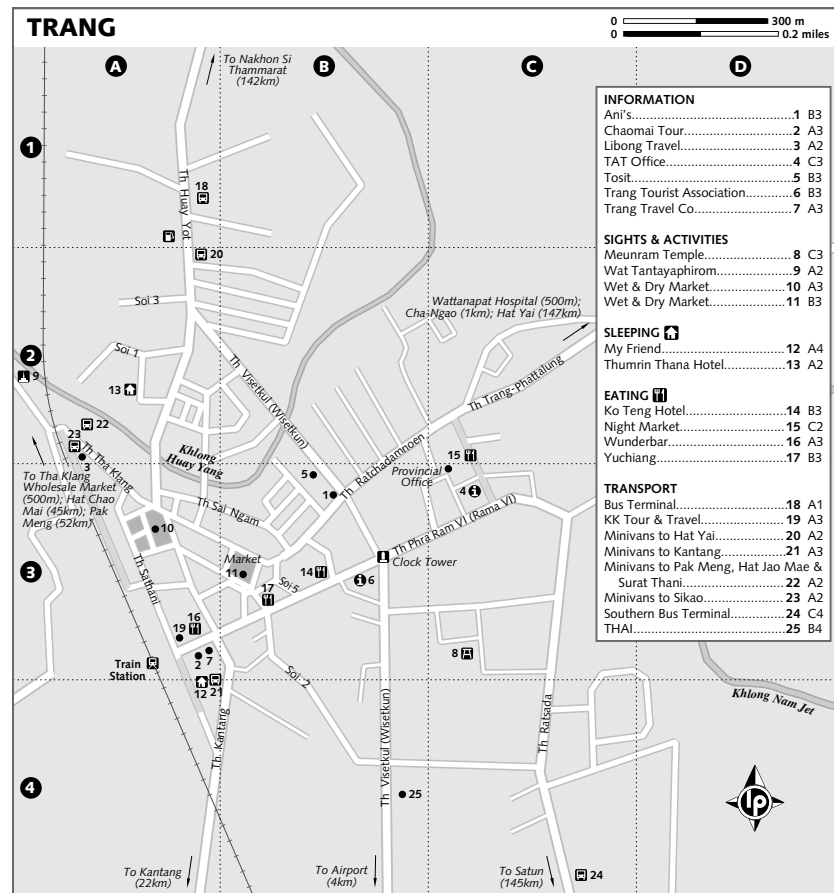 TRANG
0 300 m
0 0.2 miles
A
B
C
D
1
2
3
4
To Nakhon Si
Thammarat
(142km)
INFORMATION
Ani's 1 B3
Chaomai Tour 2 A3
Libong Travel 3 A2
TAT Office 4 C3
Tosit 5 B3
Trang Tourist Association 6 B3
Trang Travel Co. 7 A3
SIGHTS & ACTIVITIES
Meunram Temple 8 C3
Wat Tantayaphirom 9 A2
Wet & Dry Market 10 A3
Wet & Dry Market 11 B3
SLEEPING
My Friend 12 A4
Thumrin Thana Hotel 13 A2
EATING
Ko Teng Hotel 14 B3
Night Market 15 C2
Wunderbar 16 A3
Yuchiang 17 B3
TRANSPORT
Bus Terminal 18 A1
KK Tour & Travel 19 A3
Minivans to Hat Yai 20 A2
Minivans to Kantang 21 A3
Minivans to Pak Meng, Hat Jao Mae &
Surat Thani 22 A2
Minivans to Sikao 23 A2
Southern Bus Terminal 24 C4
THAI 25 B4
Th Huay Yot
18
20
Soi 3
Wattanapat Hospital (500m);
Cha-Ngao (1km); Hat Yai (147km)
Soi 1
9
13
Th Visetkul (Wisetkun)
Th Trang-Phattalung
22
23
3
Th Tha Klang
Khlong
Huay Yang
Th Ratchadamnoen
15
Provincial
Office
5
1
4
To Tha Klang
Wholesale Market
(500m); Hat Chao
Mai (45km); Pak
Meng (52km)
Th Sai Ngam
Th Phra Ram VI (Rama VI)
10
Market
11
Soi 5
14
Clock Tower
6
17
Th Sathani
16
19
2
7
8
Train
Station
12
21
Soi 2
Khlong Nam Jet
Th Kantang
Th Visetkul (Wisetkun)
Th Ratsada
25
lp
To Kantang
(22km)
To Airport
(4km)
To Satun
(145km)
24